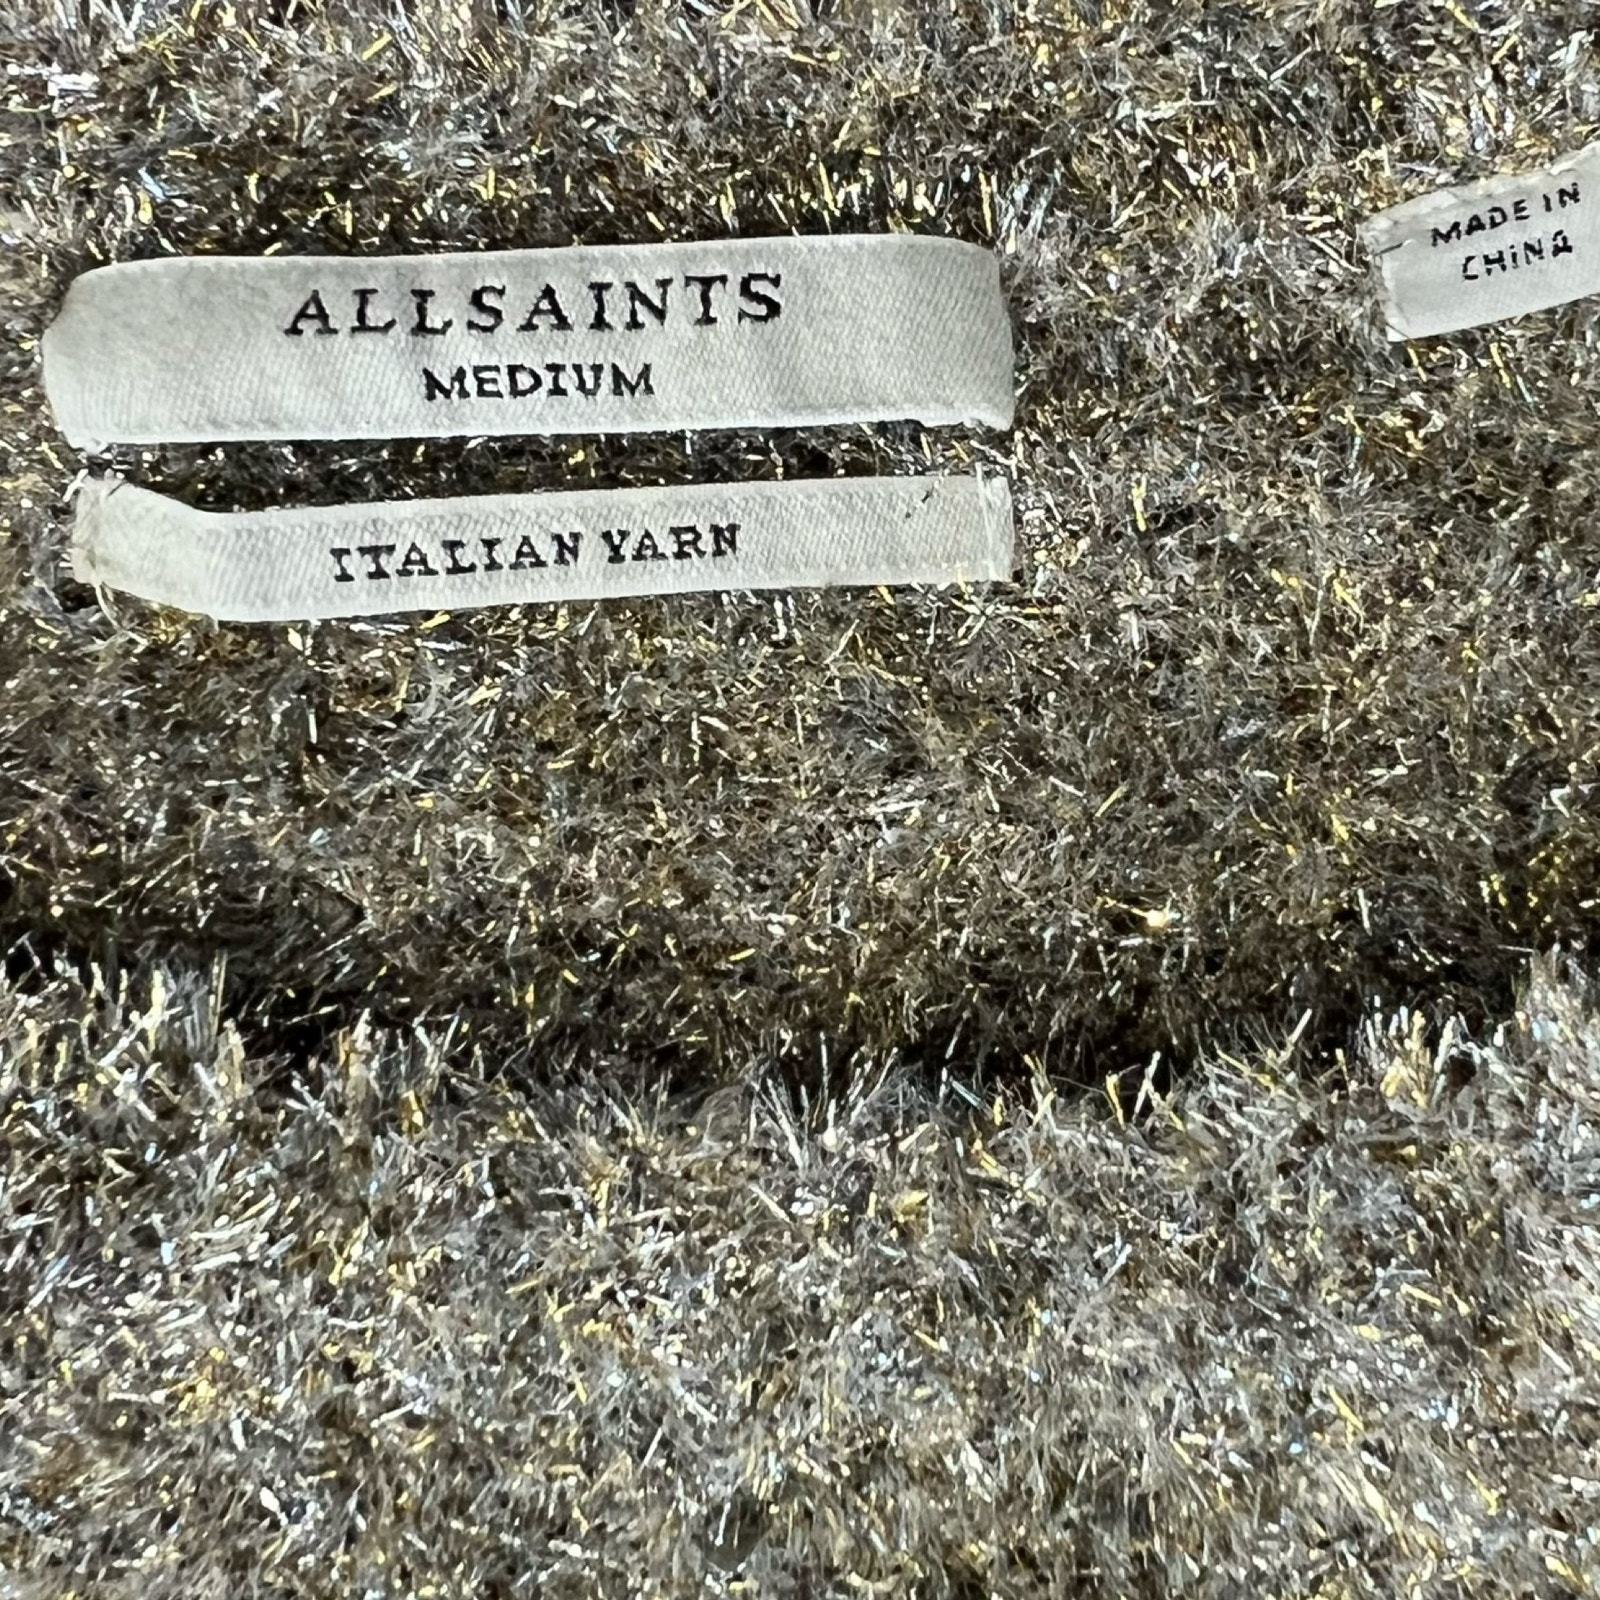 ALLSAINTS
MEDIUM
ITALIAN YARN
MADE IN
CHINA